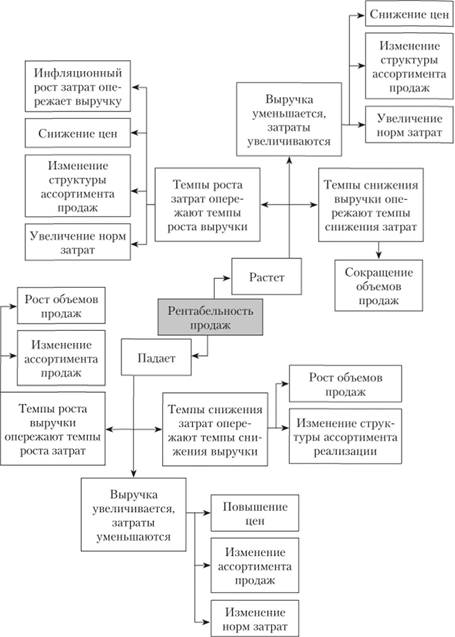 Снижение цен
Изменение
структуры
ассортимента
продаж
Увеличение
норм затрат
Выручка
уменьшается,
затраты
увеличиваются
Инфляционный
рост затрат опе-
режает выручку
Снижение цен
Изменение
структуры
ассортимента
продаж
Увеличение норм
затрат
Темпы роста
затрат опере-
жают темпы
роста выручки
Темпы снижения
выручки опе-
режают темпы
снижения затрат
Сокращение
объемов
продаж
Растет
Рентабельность
продаж
Падает
Рост объемов
продаж
Изменение
ассортимента
продаж
Темпы роста
выручки
опережают темпы
роста затрат
Темпы снижения
затрат опере-
жают темпы сни-
жения выручки
Рост объемов
продаж
Изменение струк-
туры ассортимента
реализации
Выручка
увеличивается,
затраты
уменьшаются
Повышение
цен
Изменение
ассортимента
продаж
Изменение
норм затрат